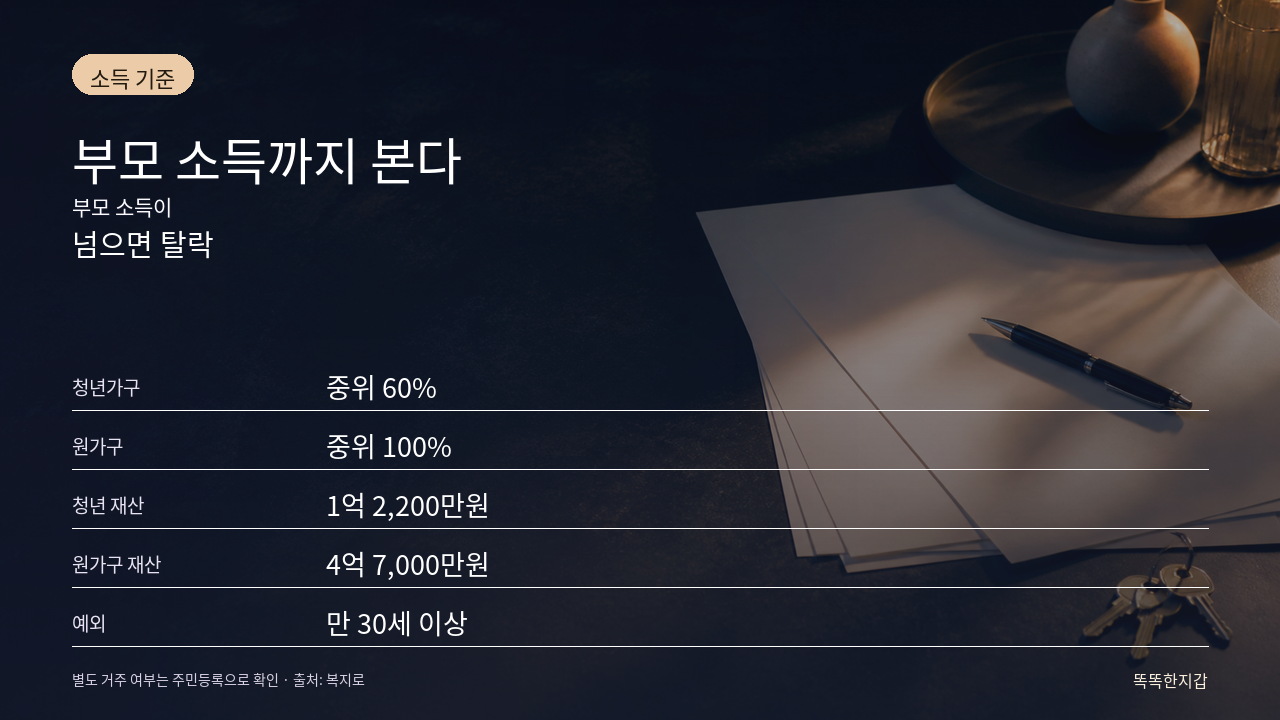 소득 기준
부모 소득까지 본다
부모 소득이
넘으면 탈락
청년가구 중위 60%
원가구 중위 100%
청년 재산 1억 2,200만원
원가구 재산 4억 7,000만원
예외 만 30세 이상
별도 거주 여부는 주민등록으로 확인 · 출처: 복지로
똑똑한지갑